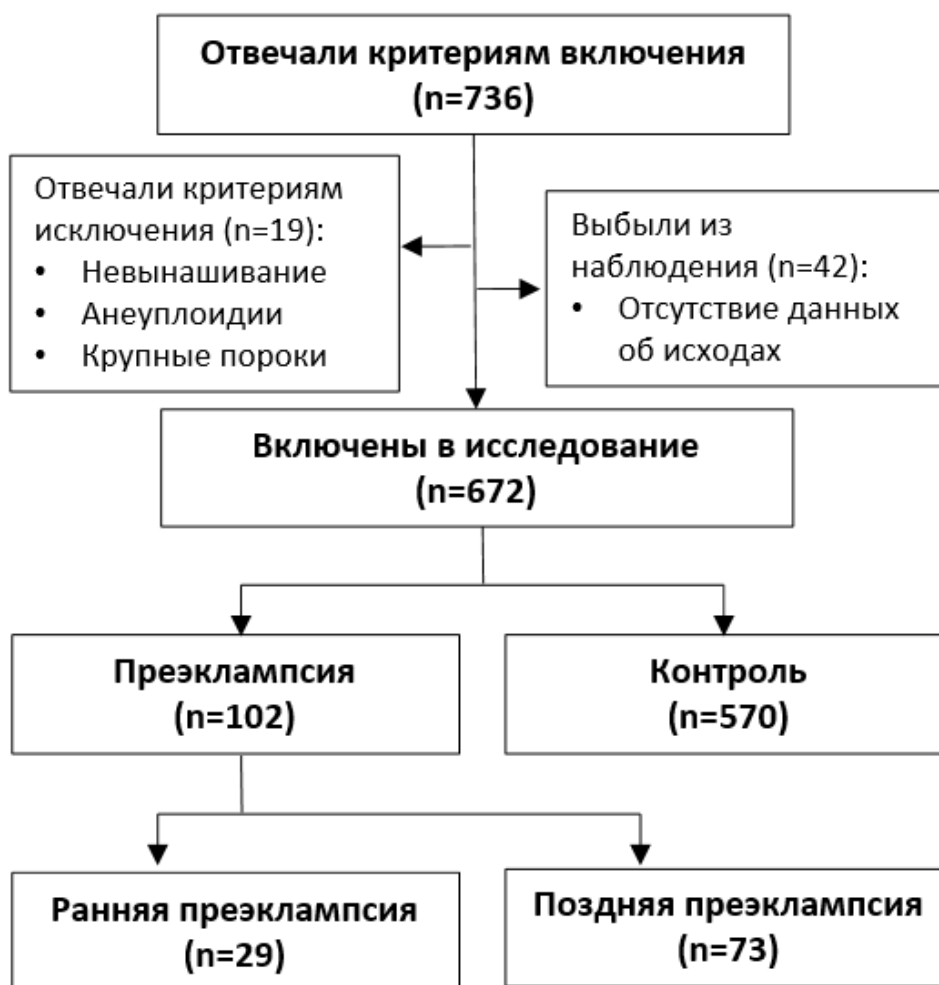 Отвечали критериям включения
(n=736)
Отвечали критериям
исключения (n=19):
• Невынашивание
• Анеуплоидии
• Крупные пороки
Выбыли из
наблюдения (n=42):
• Отсутствие данных
об исходах
Включены в исследование
(n=672)
Преэклампсия
(n=102)
Контроль
(n=570)
Ранняя преэклампсия
(n=29)
Поздняя преэклампсия
(n=73)